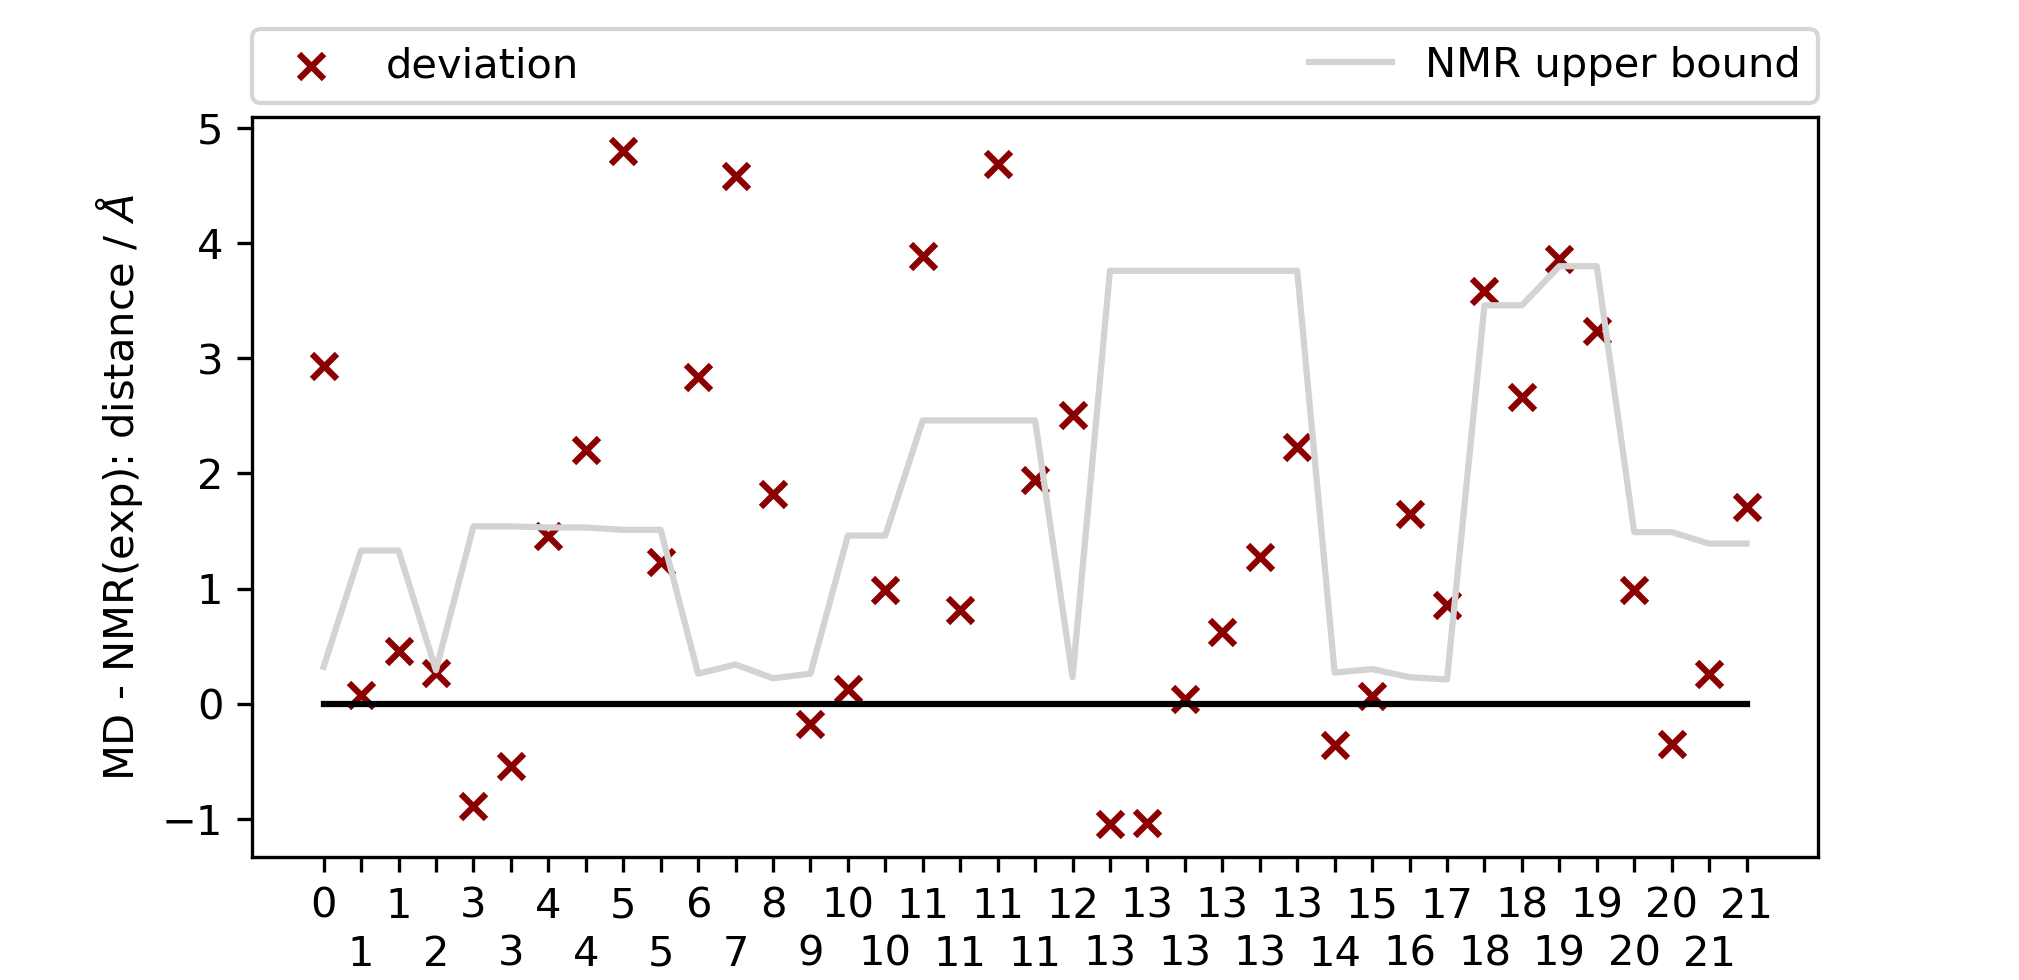 deviation NMR upper bound
5
4
3
2
1
0
−1
MD - NMR(exp): distance / Å
0 1 3 4 5 6 8 10 11 11 12 13 13 13 15 17 18 19 20 21
1 2 3 4 5 7 9 10 11 11 13 13 13 14 16 18 19 20 21